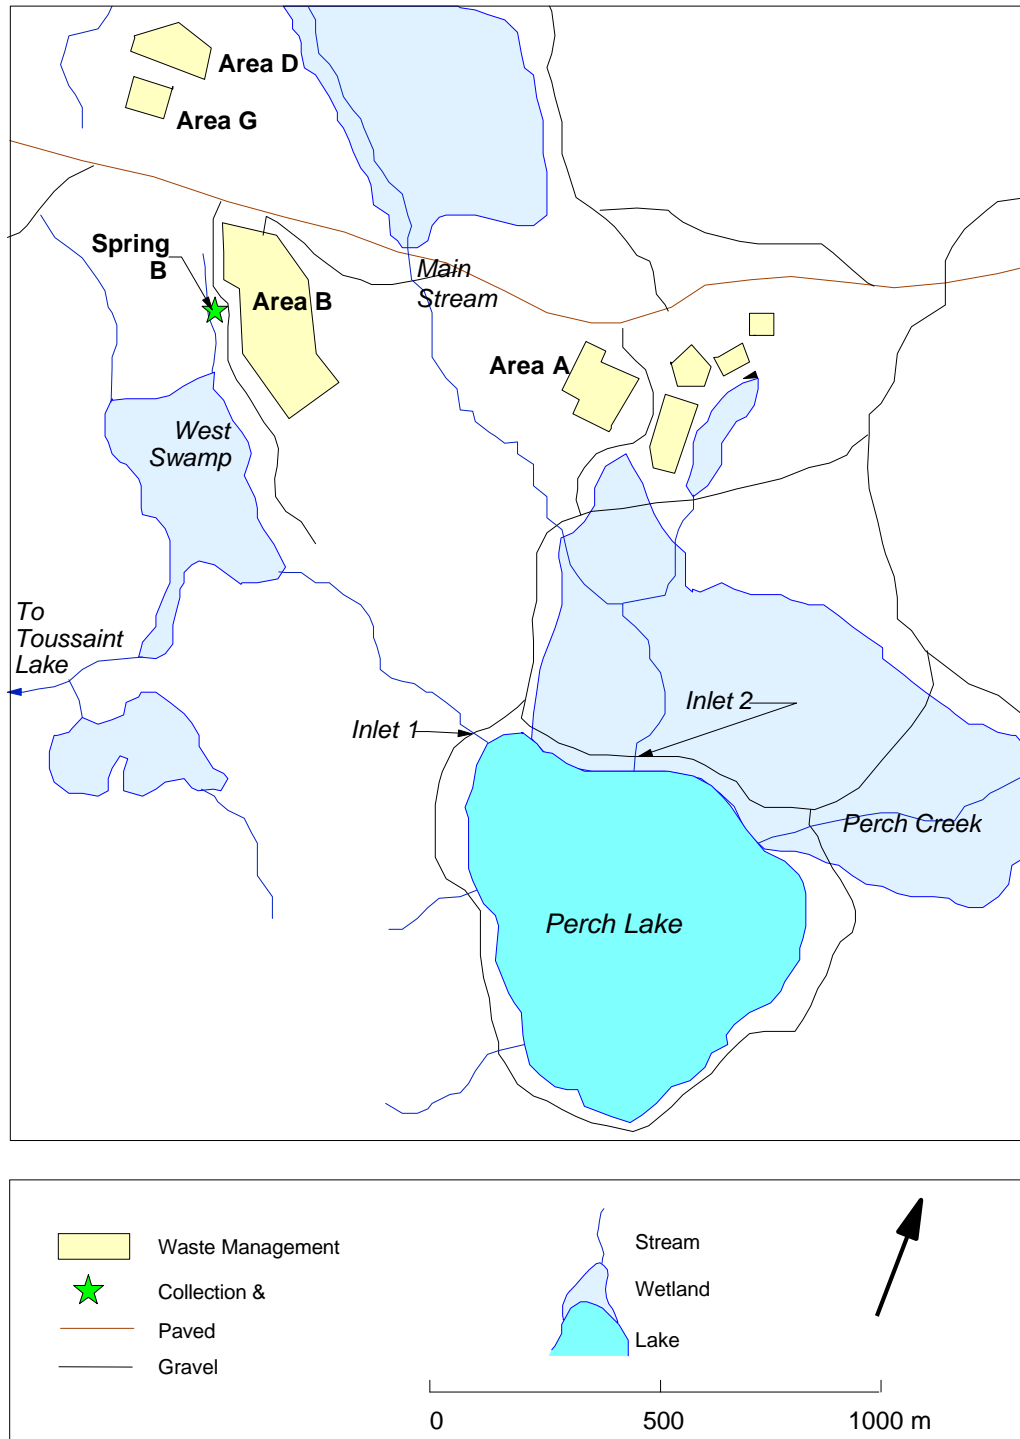 Area D
Area G
Spring
B
Main
Stream
Area B
Area A
West
Swamp
To
Toussaint
Lake
Inlet 2
Inlet 1
Perch Creek
Perch Lake
Waste Management
Collection &
Paved
Gravel
Stream
Wetland
Lake
0 500 1000 m